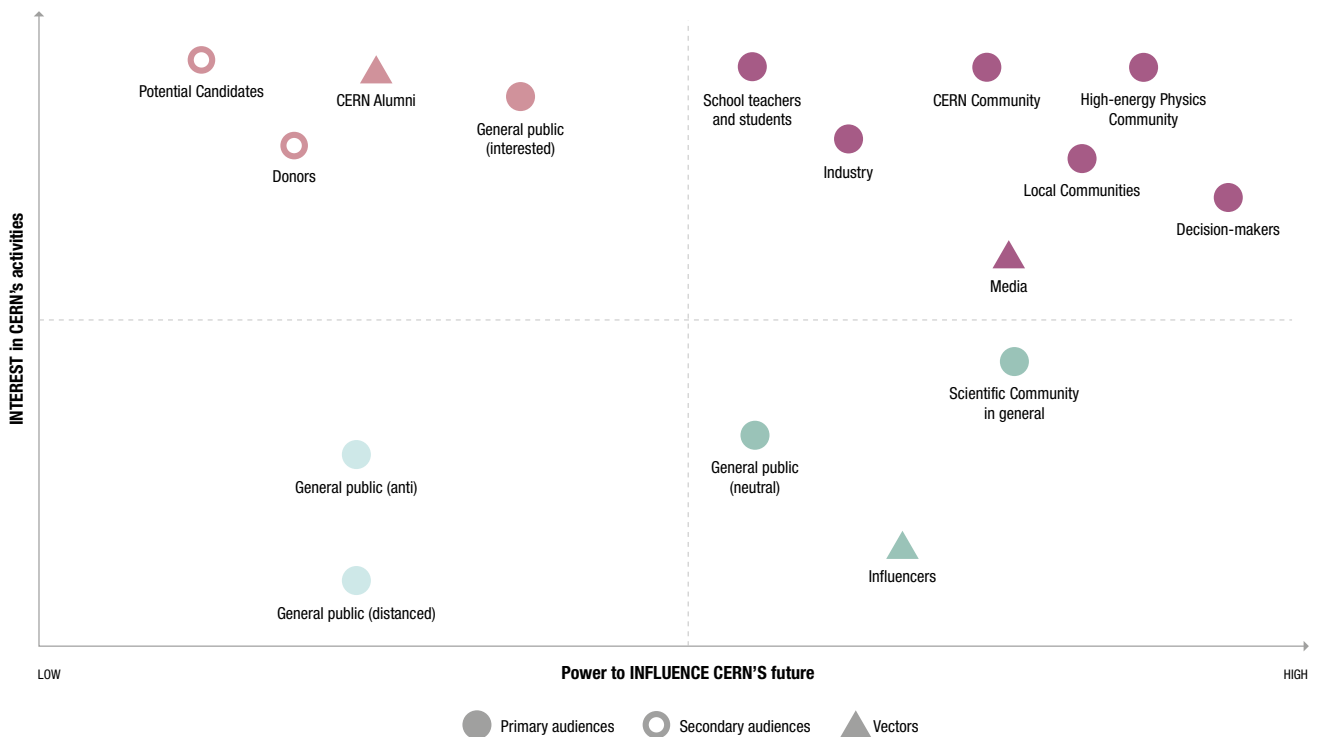 INTEREST in CERN's activities
Potential Candidates
CERN Alumni
General public
(interested)
Donors
School teachers
and students
CERN Community
High-energy Physics
Community
Industry
Local Communities
Decision-makers
Media
Scientific Community
in general
General public (anti)
General public
(neutral)
Influencers
General public (distanced)
LOW
Power to INFLUENCE CERN'S future
HIGH
Primary audiences
Secondary audiences
Vectors